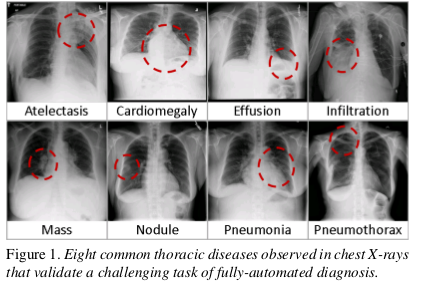 Atelectasis Cardiomegaly Effusion Infiltration
Mass Nodule Pneumonia Pneumothorax
Figure 1. Eight common thoracic diseases observed in chest X-rays
that validate a challenging task of fully-automated diagnosis.